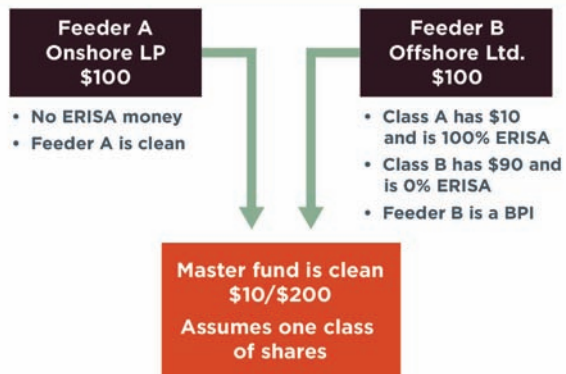 Feeder A
Onshore LP
$100
• No ERISA money
• Feeder A is clean
Feeder B
Offshore Ltd.
$100
• Class A has $10
and is 100% ERISA
• Class B has $90 and
is 0% ERISA
• Feeder B is a BPI
Master fund is clean
$10/$200
Assumes one class
of shares